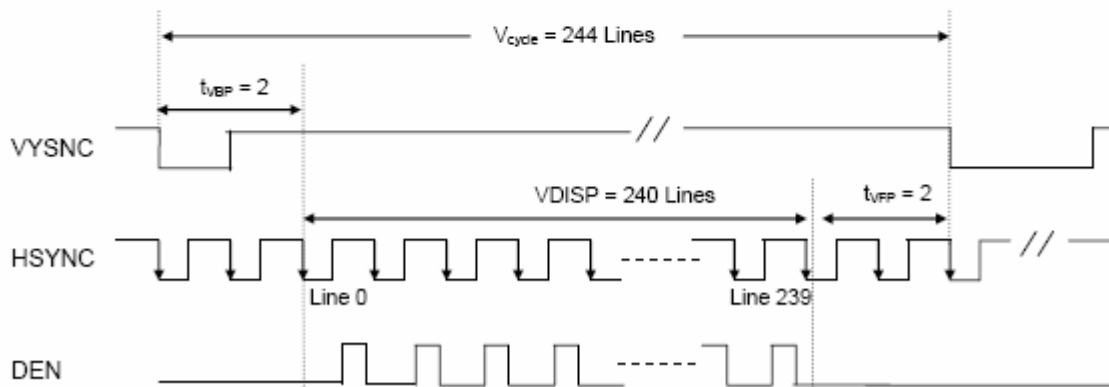 Vcycle = 244 Lines
tVBP = 2
VYSNC
VDISP = 240 Lines
tVFP = 2
HSYNC
Line 0
Line 239
DEN